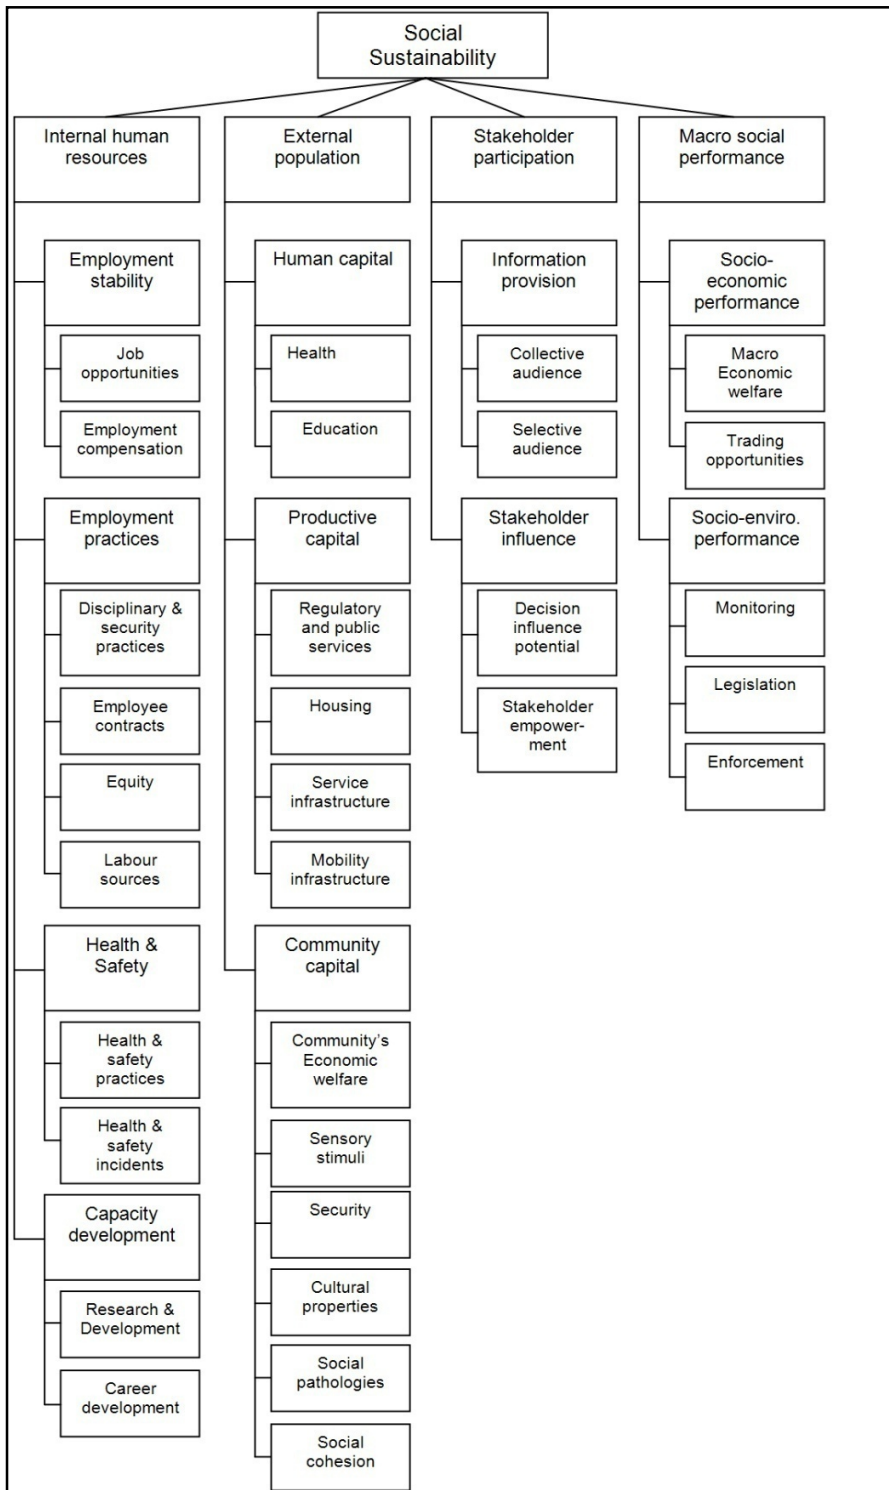 Social
Sustainability
Internal human
resources
External
population
Stakeholder
participation
Macro social
performance
Employment
stability
Job
opportunities
Employment
compensation
Employment
practices
Disciplinary &
security
practices
Employee
contracts
Equity
Labour
sources
Health &
Safety
Health &
safety
practices
Health &
safety
incidents
Capacity
development
Research &
Development
Career
development
Human capital
Health
Education
Productive
capital
Regulatory
and public
services
Housing
Service
infrastructure
Mobility
infrastructure
Community
capital
Community's
Economic
welfare
Sensory
stimuli
Security
Cultural
properties
Social
pathologies
Social
cohesion
Information
provision
Collective
audience
Selective
audience
Stakeholder
influence
Decision
influence
potential
Stakeholder
empower-
ment
Socio-
economic
performance
Macro
Economic
welfare
Trading
opportunities
Socio-enviro.
performance
Monitoring
Legislation
Enforcement